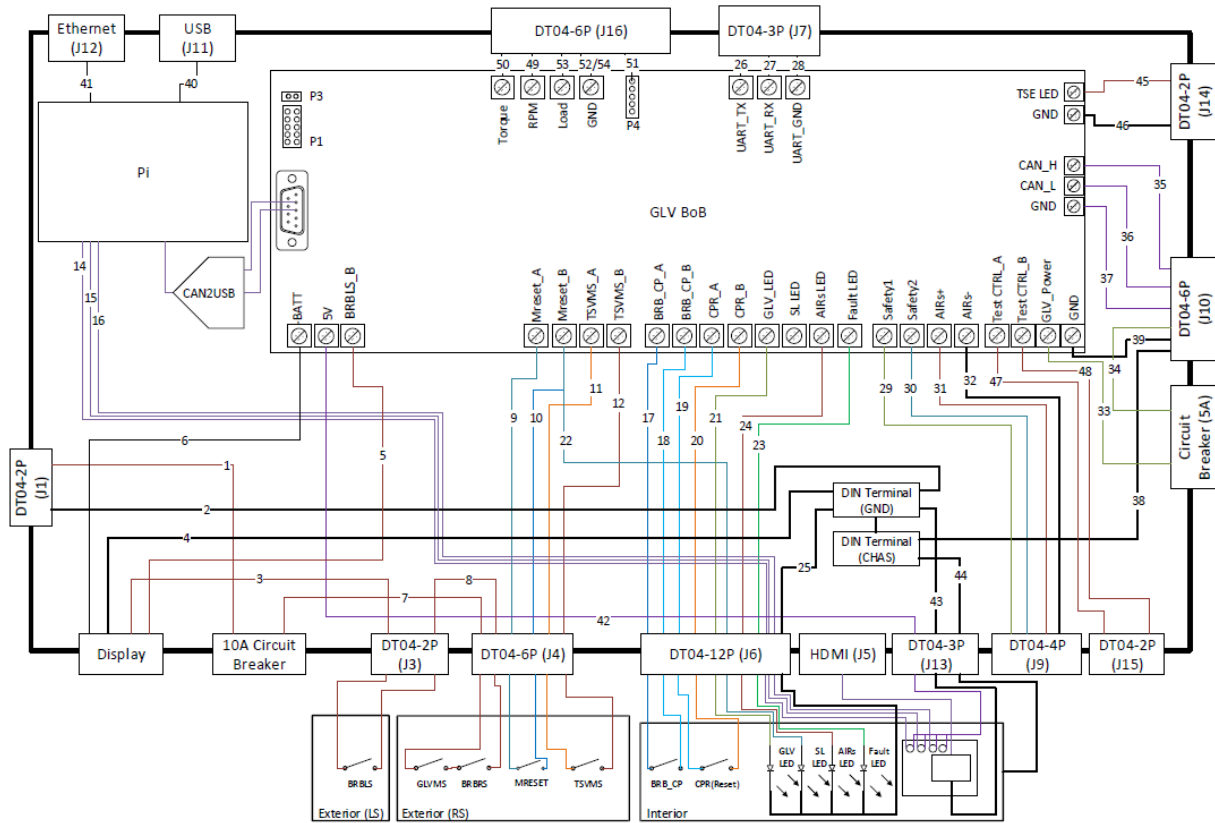 Ethernet
(J12)
USB
(J11)
DT04-6P (J16)
DT04-3P (J7)
41
40
50
49
53
52/54
51
26
27
28
P3
P1
Torque
RPM
Load
GND
P4
UART_TX
UART_RX
UART_GND
TSE LED
GND
45
46
DT04-2P
(J14)
Pi
CAN_H
CAN_L
GND
35
36
37
GLV BoB
14
15
16
CAN2USB
-BATT
5V
BRBLS_B
Mreset_A
Mreset_B
TSVMS_A
TSVMS_B
BRB_CP_A
BRB_CP_B
CPR_A
CPR_B
GLV_LED
SL LED
AIRs LED
Fault LED
Safety1
Safety2
AIRs+
AIRs-
Test CTRL_A
Test CTRL_B
GLV_Power
GND
DT04-6P
(J10)
39
34
48
33
6
5
9
10
11
12
22
17
18
19
20
21
24
23
29
30
31
32
47
Circuit
Breaker (5A)
DT04-2P
(J1)
1
2
4
3
8
7
42
25
DIN Terminal
(GND)
DIN Terminal
(CHAS)
38
43
44
Display
10A Circuit
Breaker
DT04-2P
(J3)
DT04-6P (J4)
DT04-12P (J6)
HDMI (J5)
DT04-3P
(J13)
DT04-4P
(J9)
DT04-2P
(J15)
BRBLS
Exterior (LS)
GLVMS
BRBRS
MRESET
TSVMS
Exterior (RS)
BRB_CP
CPR(Reset)
GLV
LED
SL
LED
AIRs
LED
Fault
LED
Interior